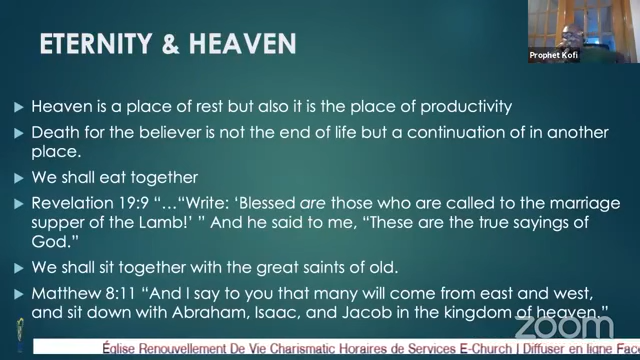 ETERNITY & HEAVEN
Prophet Kofi
Heaven is a place of rest but also it is the place of productivity
Death for the believer is not the end of life but a continuation of in another
place.
We shall eat together
Revelation 19:9 “…“Write: ‘Blessed are those who are called to the marriage
supper of the Lamb!’ ” And he said to me, “These are the true sayings of
God.”
We shall sit together with the great saints of old.
Matthew 8:11 “And I say to you that many will come from east and west,
and sit down with Abraham, Isaac, and Jacob in the kingdom of heaven.”
zoom
Église Renouvellement De Vie Charismatic Horaires de Services E-Church | Diffuser en ligne Face